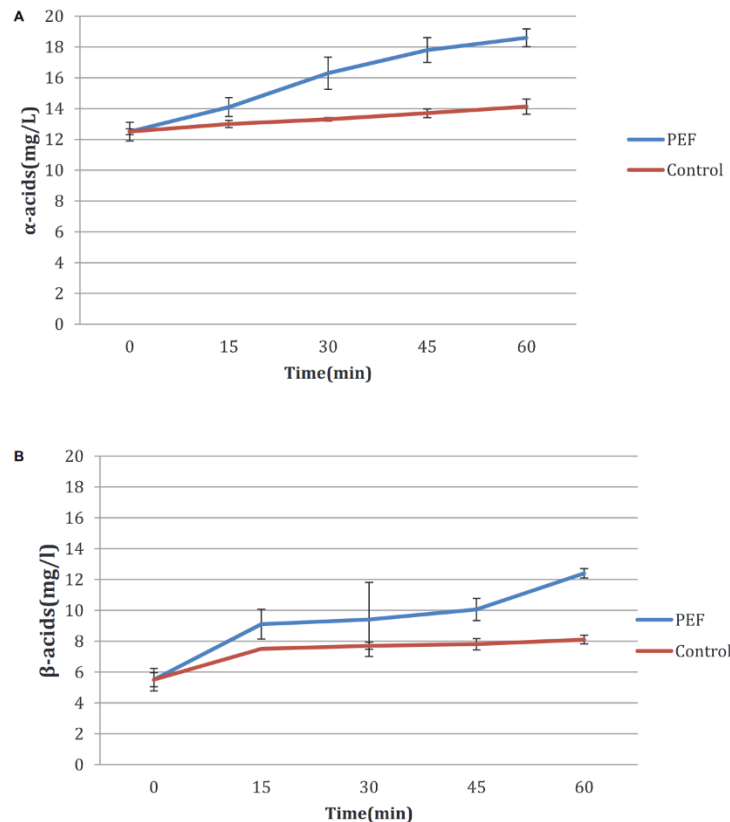 A
20
18
16
14
12
10
8
6
4
2
0
α-acids(mg/L)
0 15 30 45 60
Time(min)
PEF
Control
B
20
18
16
14
12
10
8
6
4
2
0
β-acids(mg/l)
0 15 30 45 60
Time(min)
PEF
Control